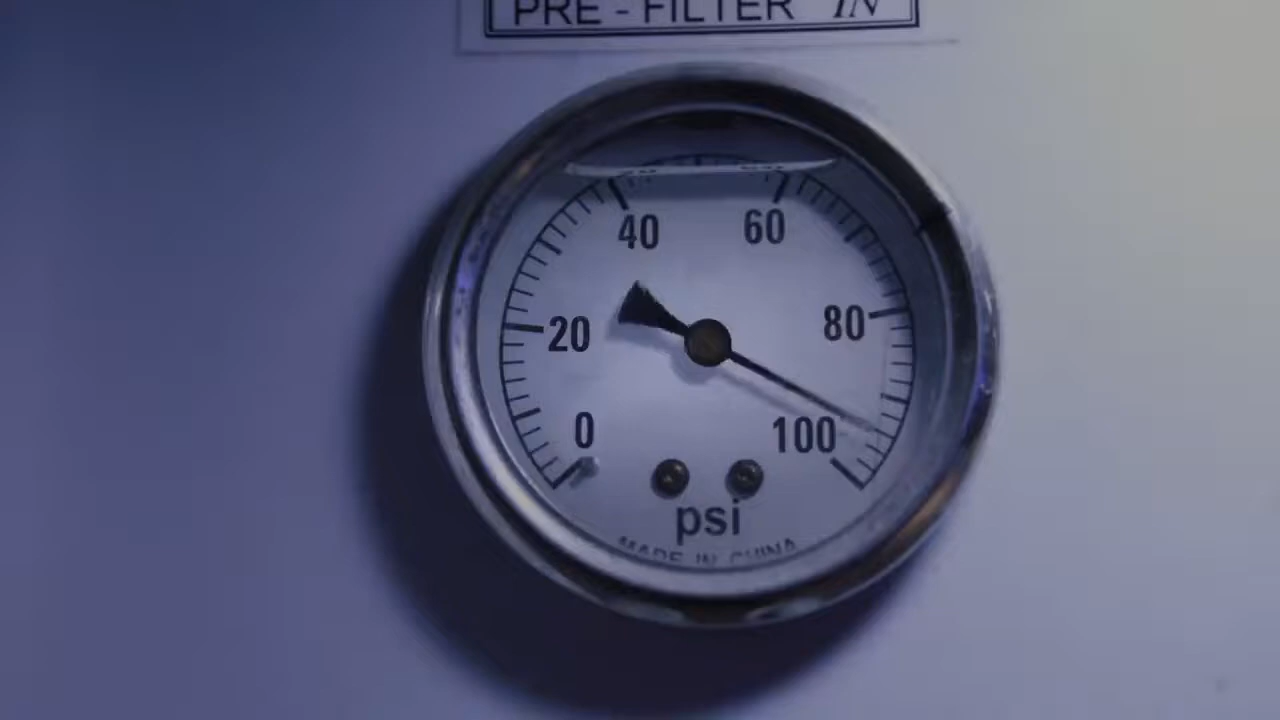 PRE - FILTER IN
40 60
20 80
0 100
psi
MADE IN CHINA